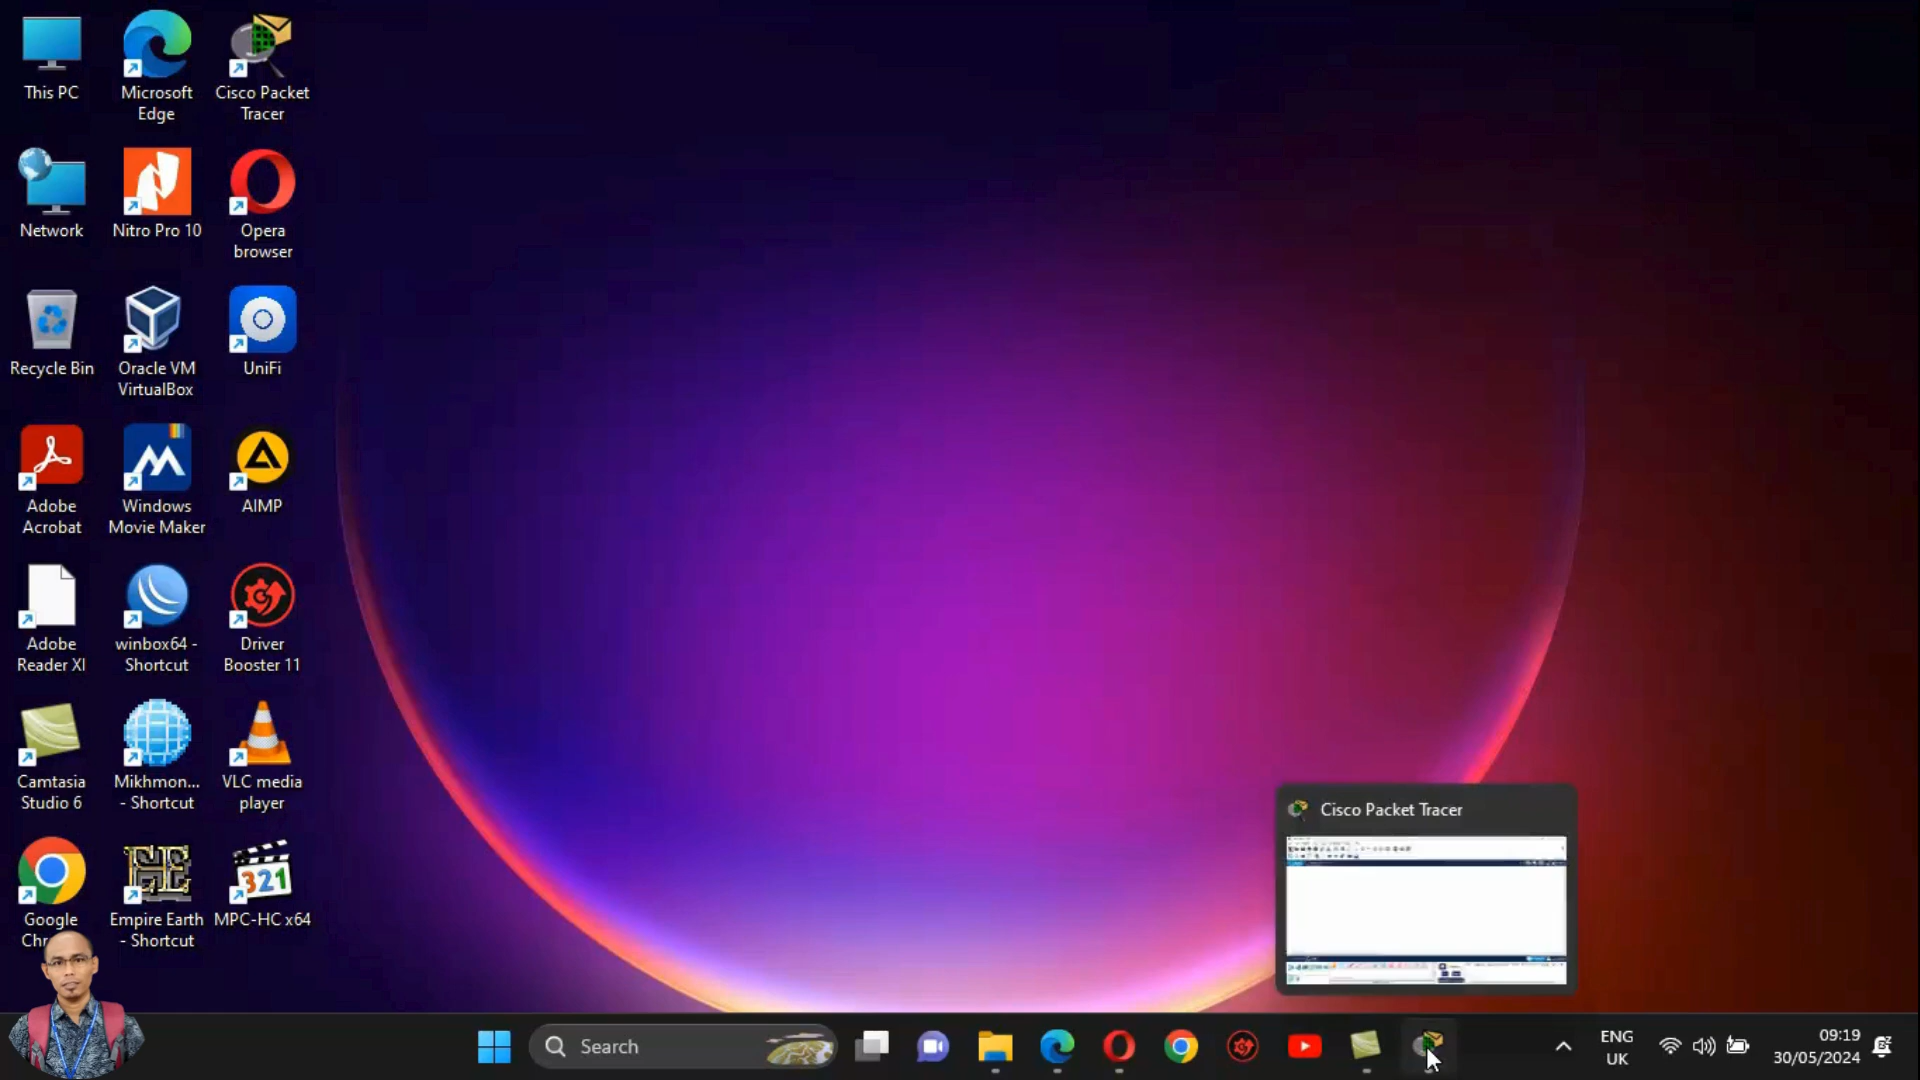 This PC
Microsoft
Edge
Cisco Packet
Tracer
Network
Nitro Pro 10
Opera
browser
Recycle Bin
Oracle VM
VirtualBox
UniFi
Adobe
Acrobat
Windows
Movie Maker
AIMP
Adobe
Reader XI
winbox64 -
Shortcut
Driver
Booster 11
Camtasia
Studio 6
Mikhmon...
- Shortcut
VLC media
player
Google
Empire Earth
- Shortcut
321
MPC-HC x64
Cisco Packet Tracer
Search
ENG
UK
09:19
30/05/2024